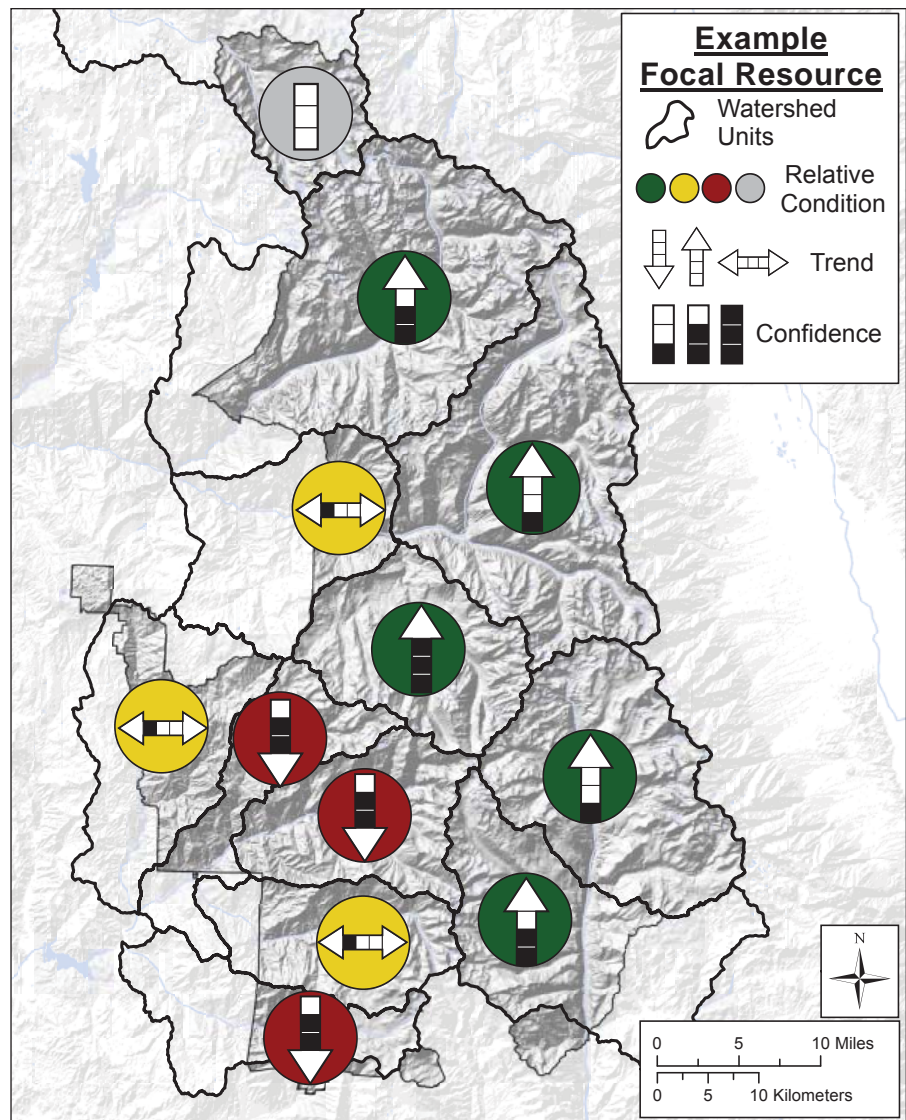 Example
Focal Resource
Watershed
Units
Relative
Condition
Trend
Confidence
N
0 5 10 Miles
0 5 10 Kilometers